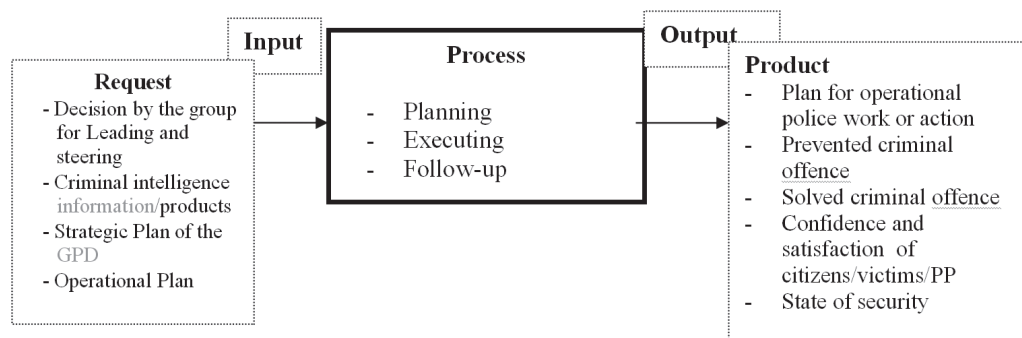 Input
Request
- Decision by the group
for Leading and
steering
- Criminal intelligence
information/products
- Strategic Plan of the
GPD
- Operational Plan
Process
- Planning
- Executing
- Follow-up
Output
Product
- Plan for operational
police work or action
- Prevented criminal
offence
- Solved criminal offence
- Confidence and
satisfaction of
citizens/victims/PP
- State of security